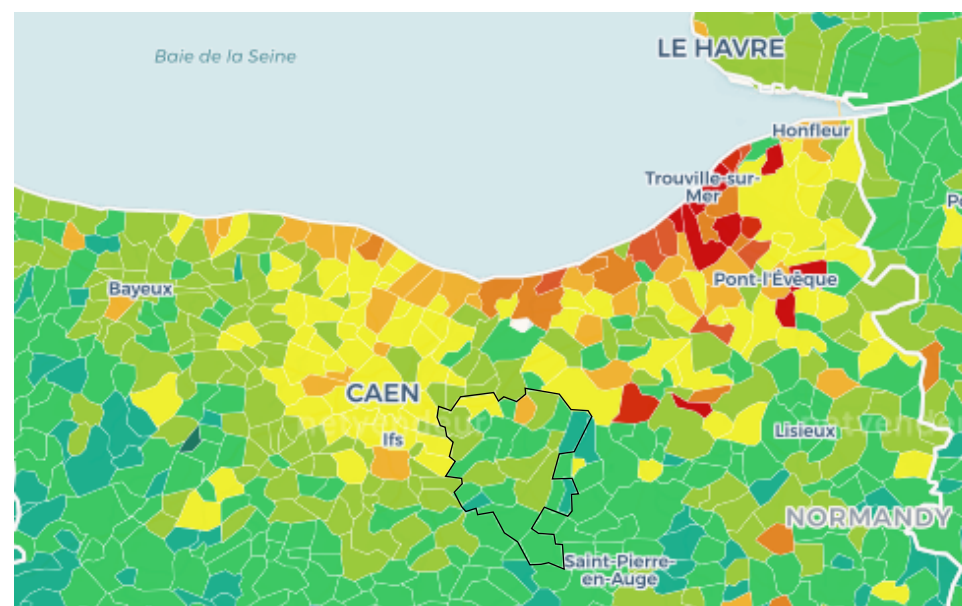 Baie de la Seine
LE HAVRE
Honfleur
Trouville-sur-
Mer
Pont-l'Évêque
Bayeux
CAEN
Ifs
Lisieux
NORMANDY
Saint-Pierre-
en-Auge